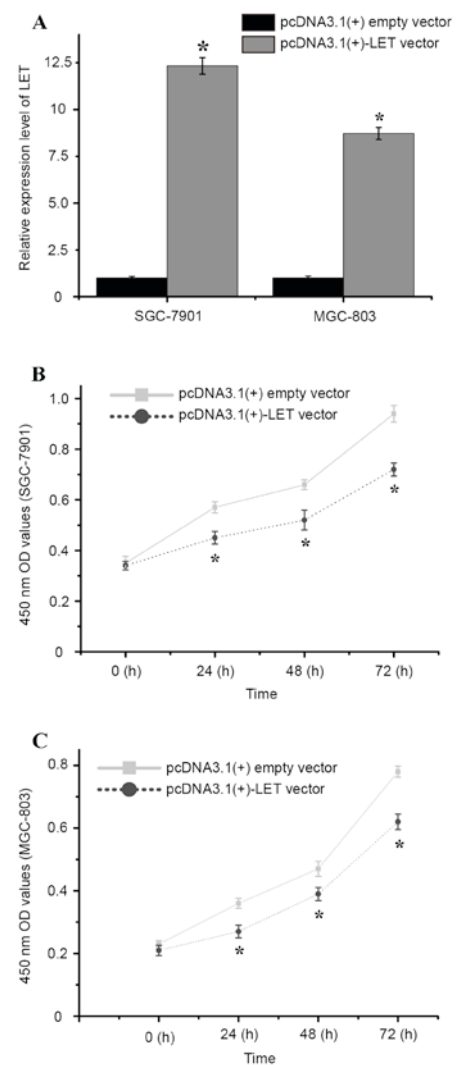 A
pcDNA3.1(+) empty vector
pcDNA3.1(+)-LET vector
Relative expression level of LET
12.5
10.0
7.5
5.0
2.5
0
*
*
SGC-7901
MGC-803
B
pcDNA3.1(+) empty vector
pcDNA3.1(+)-LET vector
450 nm OD values (SGC-7901)
1.0
0.8
0.6
0.4
0.2
0
*
*
*
0 (h)
24 (h)
48 (h)
72 (h)
Time
C
pcDNA3.1(+) empty vector
pcDNA3.1(+)-LET vector
450 nm OD values (MGC-803)
0.8
0.6
0.4
0.2
0
*
*
*
0 (h)
24 (h)
48 (h)
72 (h)
Time